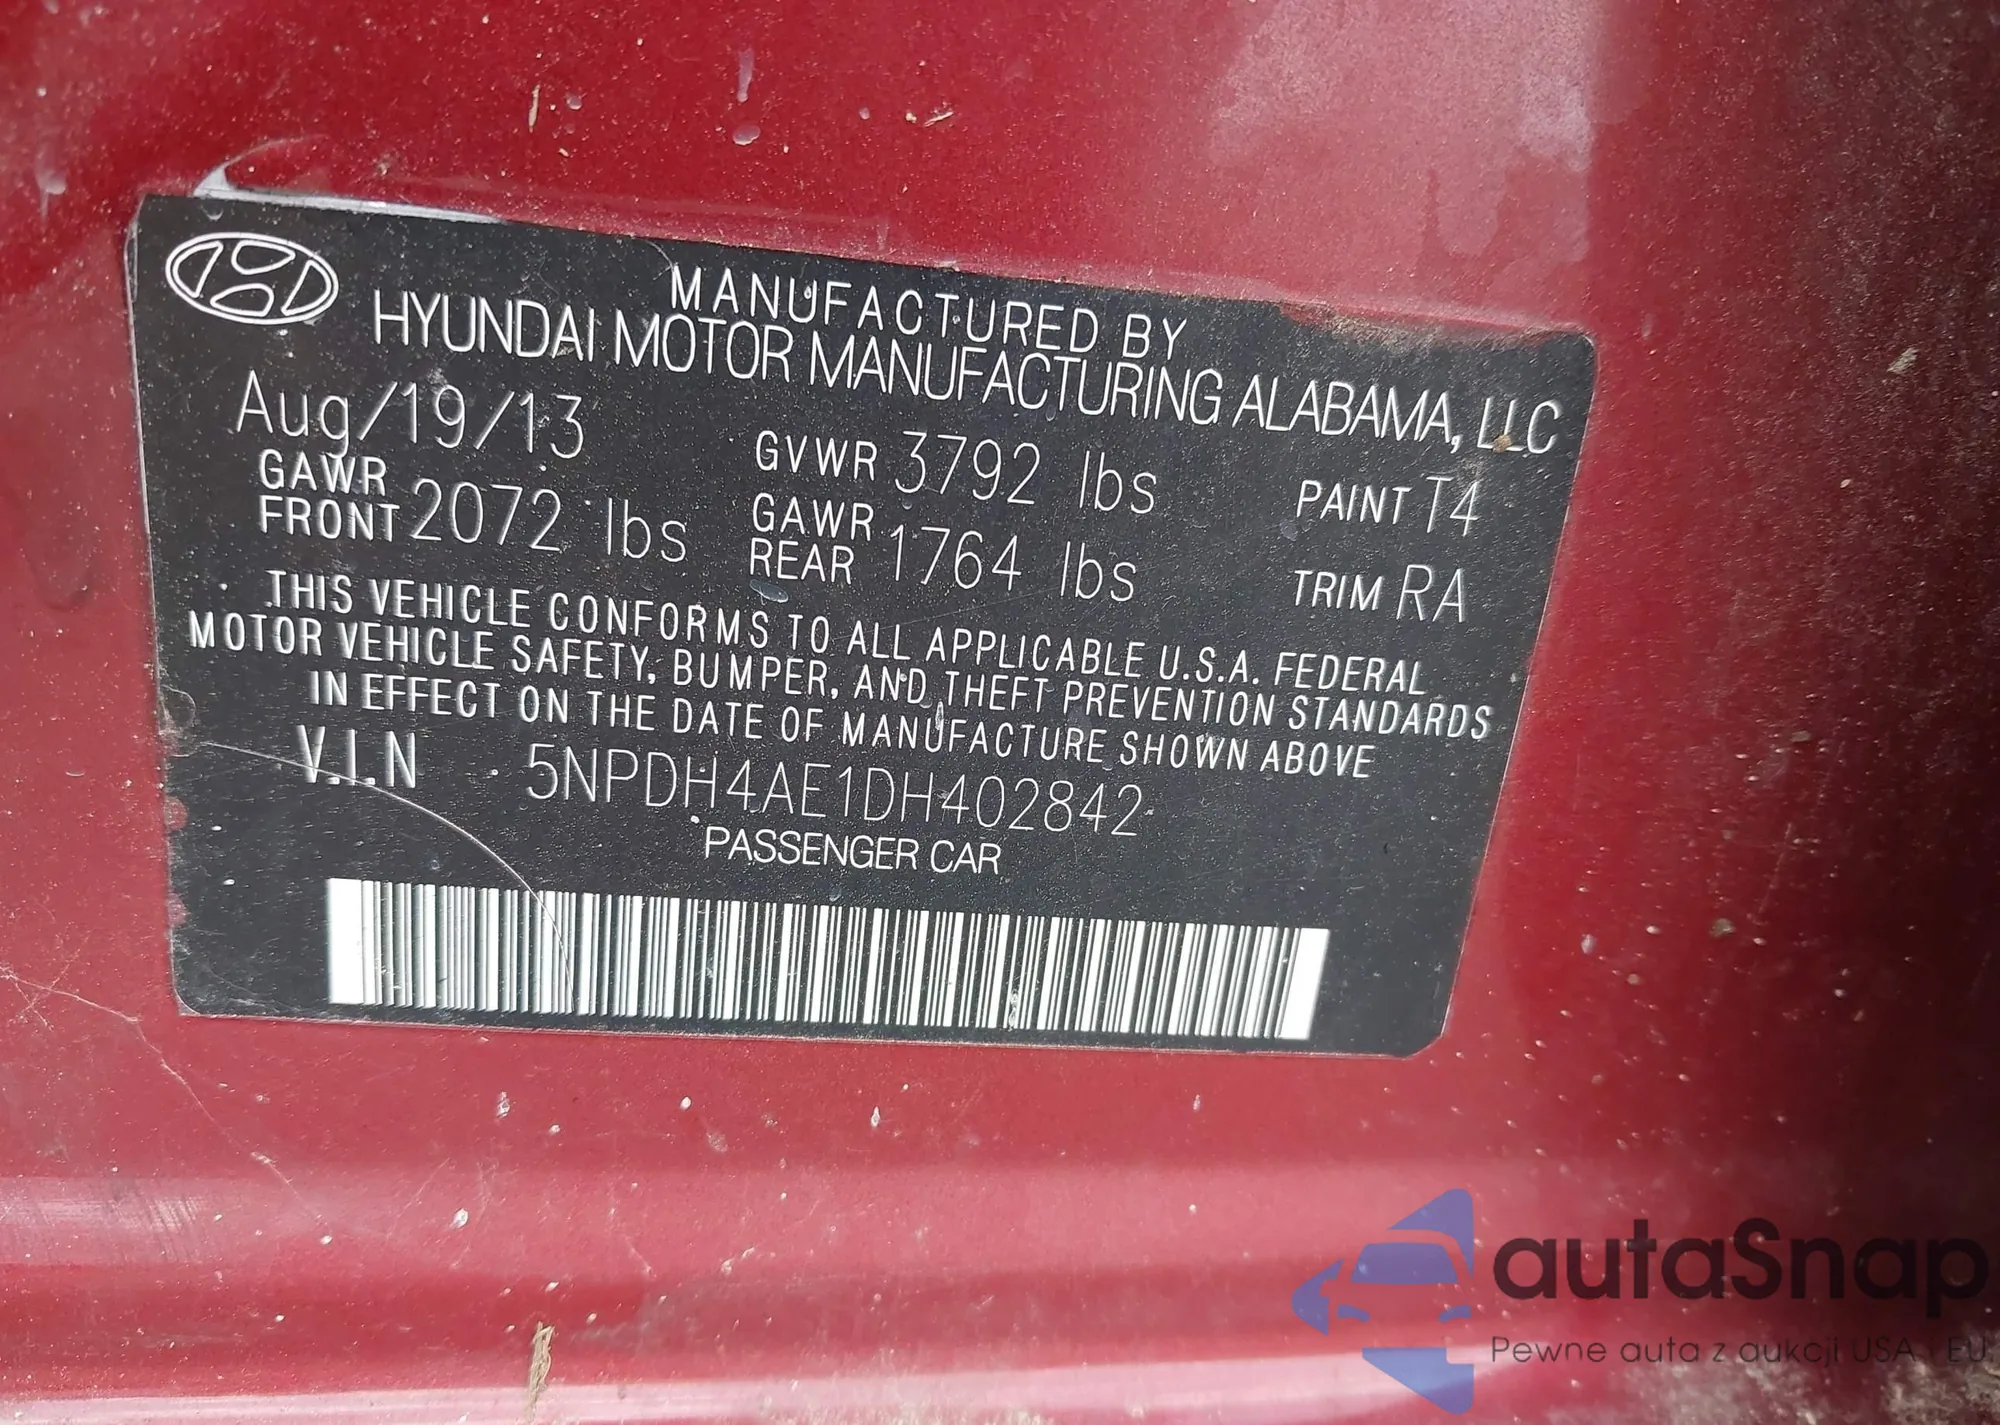 MANUFACTURED BY
HYUNDAI MOTOR MANUFACTURING ALABAMA, LLC
Aug/19/13 GVWR 3792 lbs PAINT T4
GAWR FRONT 2072 lbs GAWR REAR 1764 lbs TRIM RA
THIS VEHICLE CONFORMS TO ALL APPLICABLE U.S.A. FEDERAL
MOTOR VEHICLE SAFETY, BUMPER, AND THEFT PREVENTION STANDARDS
IN EFFECT ON THE DATE OF MANUFACTURE SHOWN ABOVE
V.I.N 5NPDH4AE1DH402842
PASSENGER CAR
autaSnap
Pewne auta z aukcji USA i EU